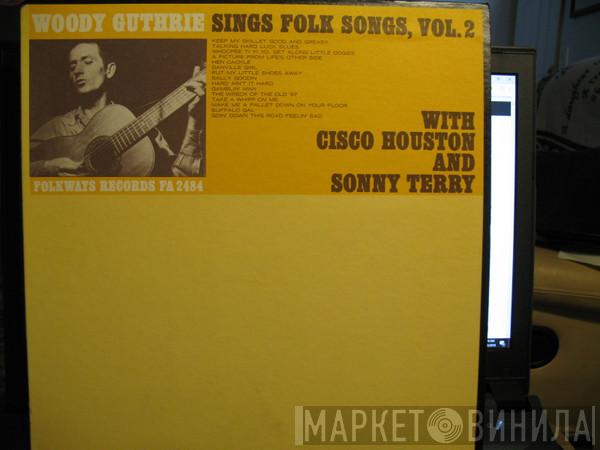 WOODY GUTHRIE SINGS FOLK SONGS, VOL. 2
KEEP MY SKILLET GOOD AND GREASY
TALKING HARD LUCK BLUES
WHOOPEE TI YI YO, GET ALONG LITTLE DOGIES
A PICTURE FROM LIFE'S OTHER SIDE
HEN CACKLE
DANVILLE GIRL
PUT MY LITTLE SHOES AWAY
SALLY GOODIN
HARD AIN'T IT HARD
GAMBLIN' MAN
THE WRECK OF THE OLD '97
TAKE A WHIFF ON ME
MAKE ME A PALLET DOWN ON YOUR FLOOR
BUFFALO GAL
GOIN' DOWN THIS ROAD FEELIN' BAD
WITH
CISCO HOUSTON
AND
SONNY TERRY
FOLKWAYS RECORDS FA 2484
МАРКЕТ ВИНИЛА